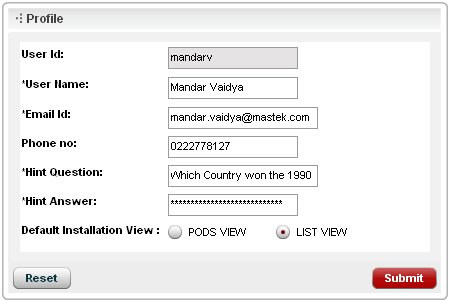 Profile
User Id: mandarv
*User Name: Mandar Vaidya
*Email Id: mandar.vaidya@mastek.com
Phone no: 0222778127
*Hint Question: Which Country won the 1990
*Hint Answer: ****************************
Default Installation View : PODS VIEW LIST VIEW
Reset Submit